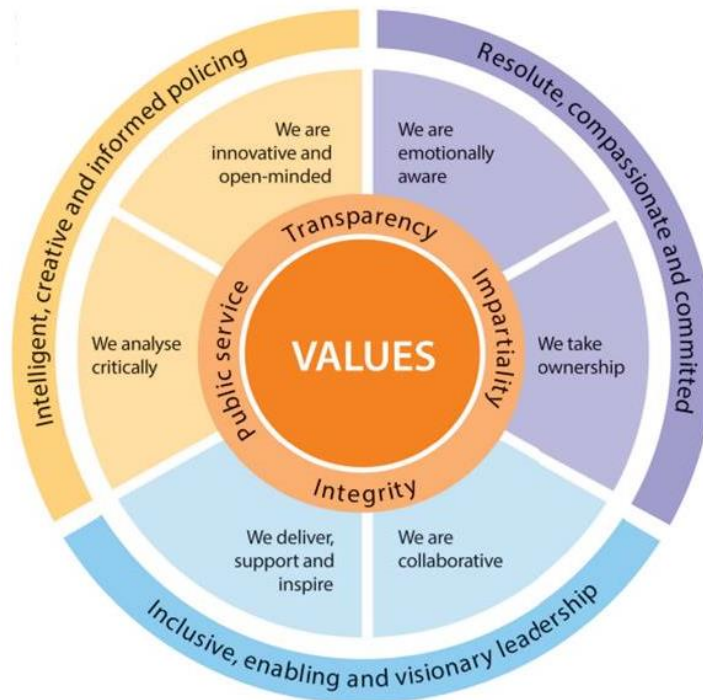 Intelligent, creative and informed policing
Resolute, compassionate and committed
We are
innovative and
open-minded
We are
emotionally
aware
Transparency
Public service
Impartiality
VALUES
We analyse
critically
We take
ownership
Integrity
We deliver,
support and
inspire
We are
collaborative
Inclusive, enabling and visionary leadership